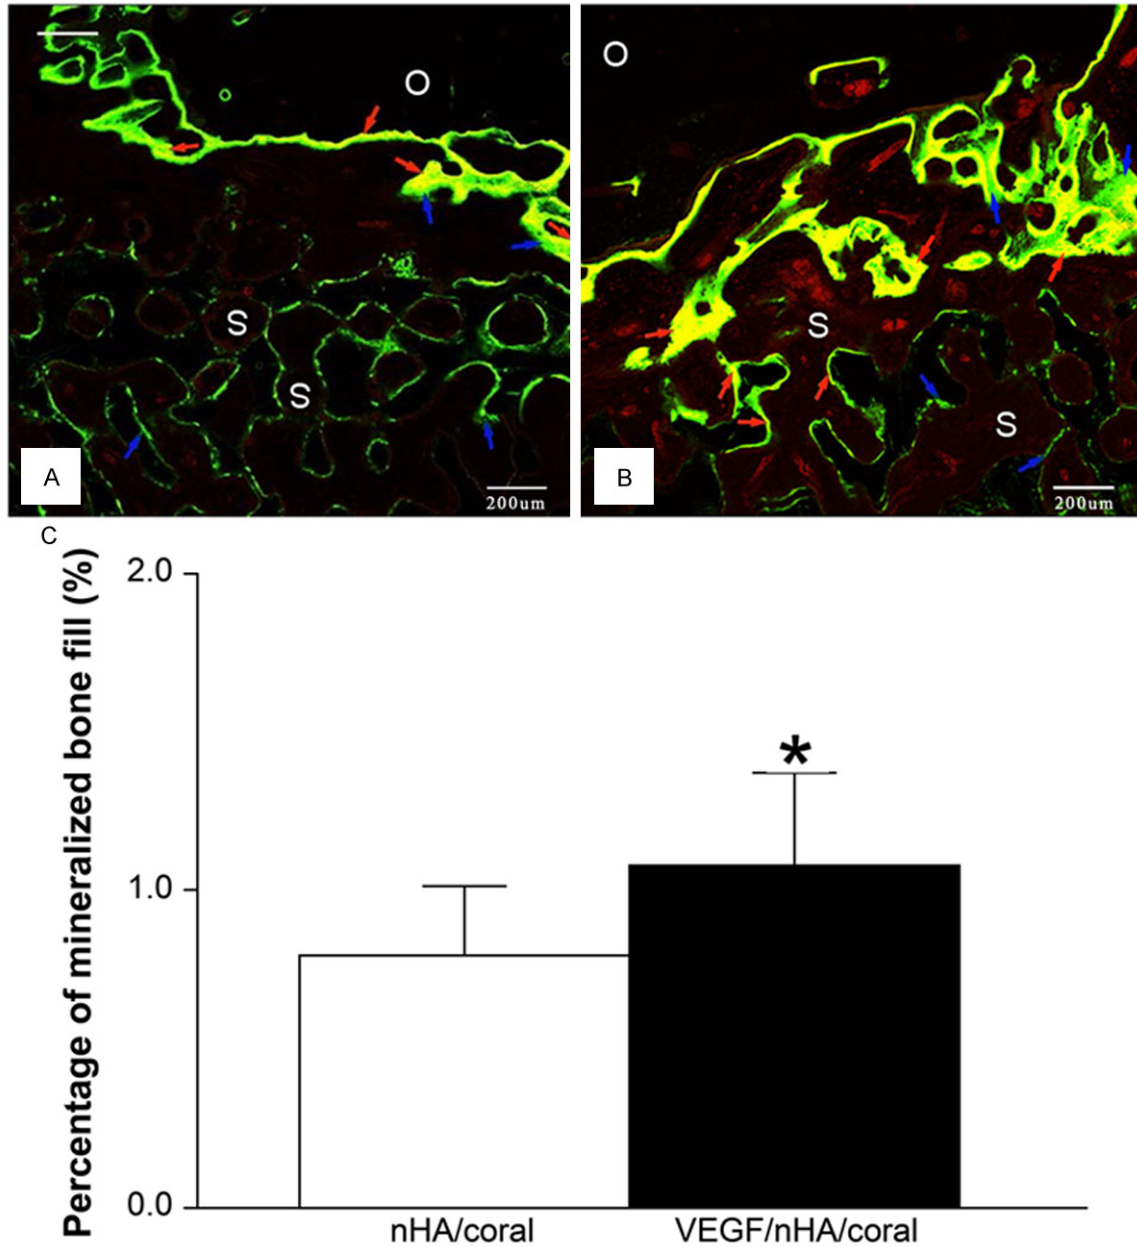 O
S
S
A
200um
O
S
S
B
200um
C
Percentage of mineralized bone fill (%)
2.0
*
1.0
0.0
nHA/coral
VEGF/nHA/coral